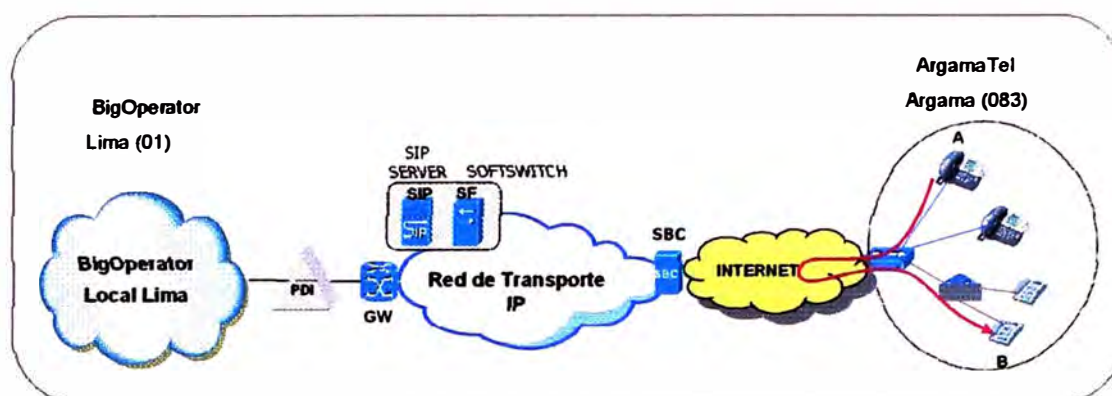 BigOperator
Lima (01)
ArgamaTel
Argama (083)
A
SIP
SERVER
SOFTSWITCH
SIP
SF
SIP
BigOperator
Local Lima
PDI
GW
Red de Transporte
IP
SBC
SBC
INTERNET
B